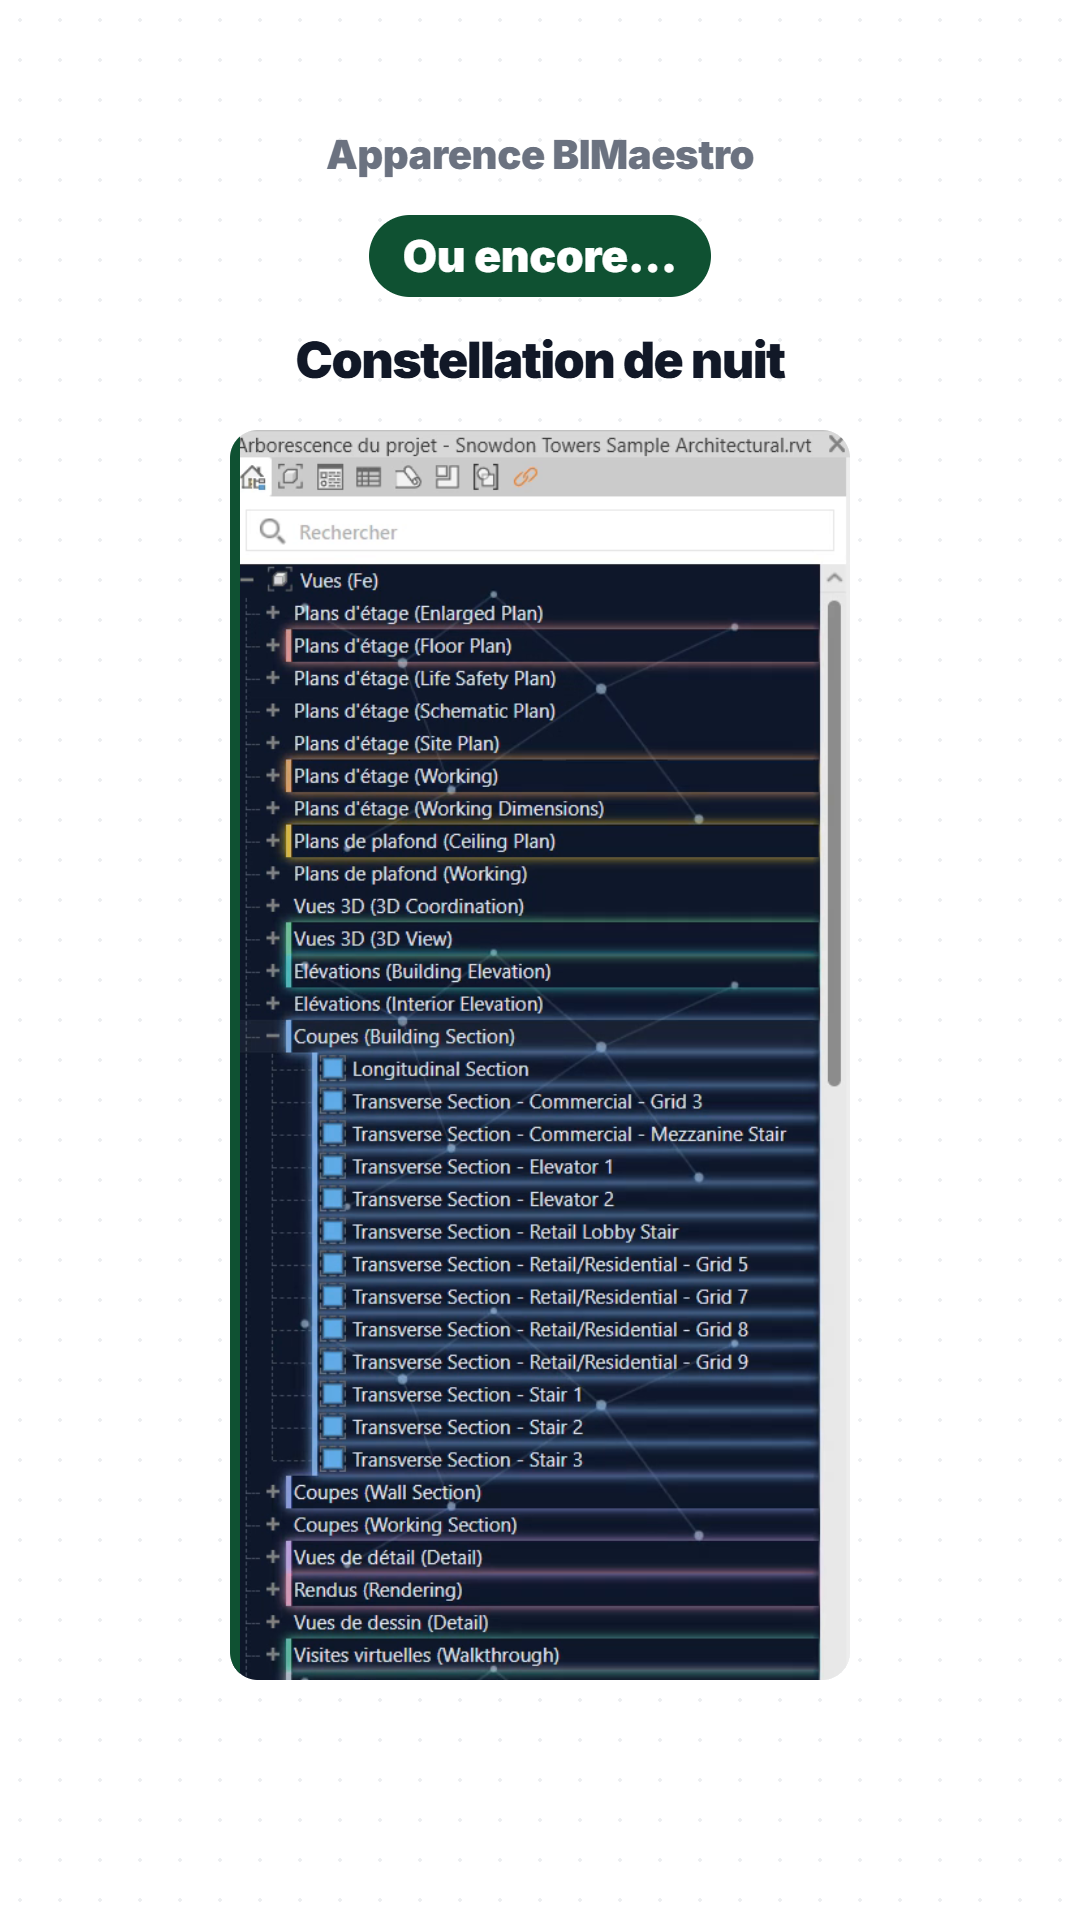 Apparence BIMaestro
Ou encore...
Constellation de nuit
Arborescence du projet - Snowdon Towers Sample Architectural.rvt
Rechercher
Vues (Fe)
Plans d'étage (Enlarged Plan)
Plans d'étage (Floor Plan)
Plans d'étage (Life Safety Plan)
Plans d'étage (Schematic Plan)
Plans d'étage (Site Plan)
Plans d'étage (Working)
Plans d'étage (Working Dimensions)
Plans de plafond (Ceiling Plan)
Plans de plafond (Working)
Vues 3D (3D Coordination)
Vues 3D (3D View)
Elévations (Building Elevation)
Elévations (Interior Elevation)
Coupes (Building Section)
Longitudinal Section
Transverse Section - Commercial - Grid 3
Transverse Section - Commercial - Mezzanine Stair
Transverse Section - Elevator 1
Transverse Section - Elevator 2
Transverse Section - Retail Lobby Stair
Transverse Section - Retail/Residential - Grid 5
Transverse Section - Retail/Residential - Grid 7
Transverse Section - Retail/Residential - Grid 8
Transverse Section - Retail/Residential - Grid 9
Transverse Section - Stair 1
Transverse Section - Stair 2
Transverse Section - Stair 3
Coupes (Wall Section)
Coupes (Working Section)
Vues de détail (Detail)
Rendus (Rendering)
Vues de dessin (Detail)
Visites virtuelles (Walkthrough)